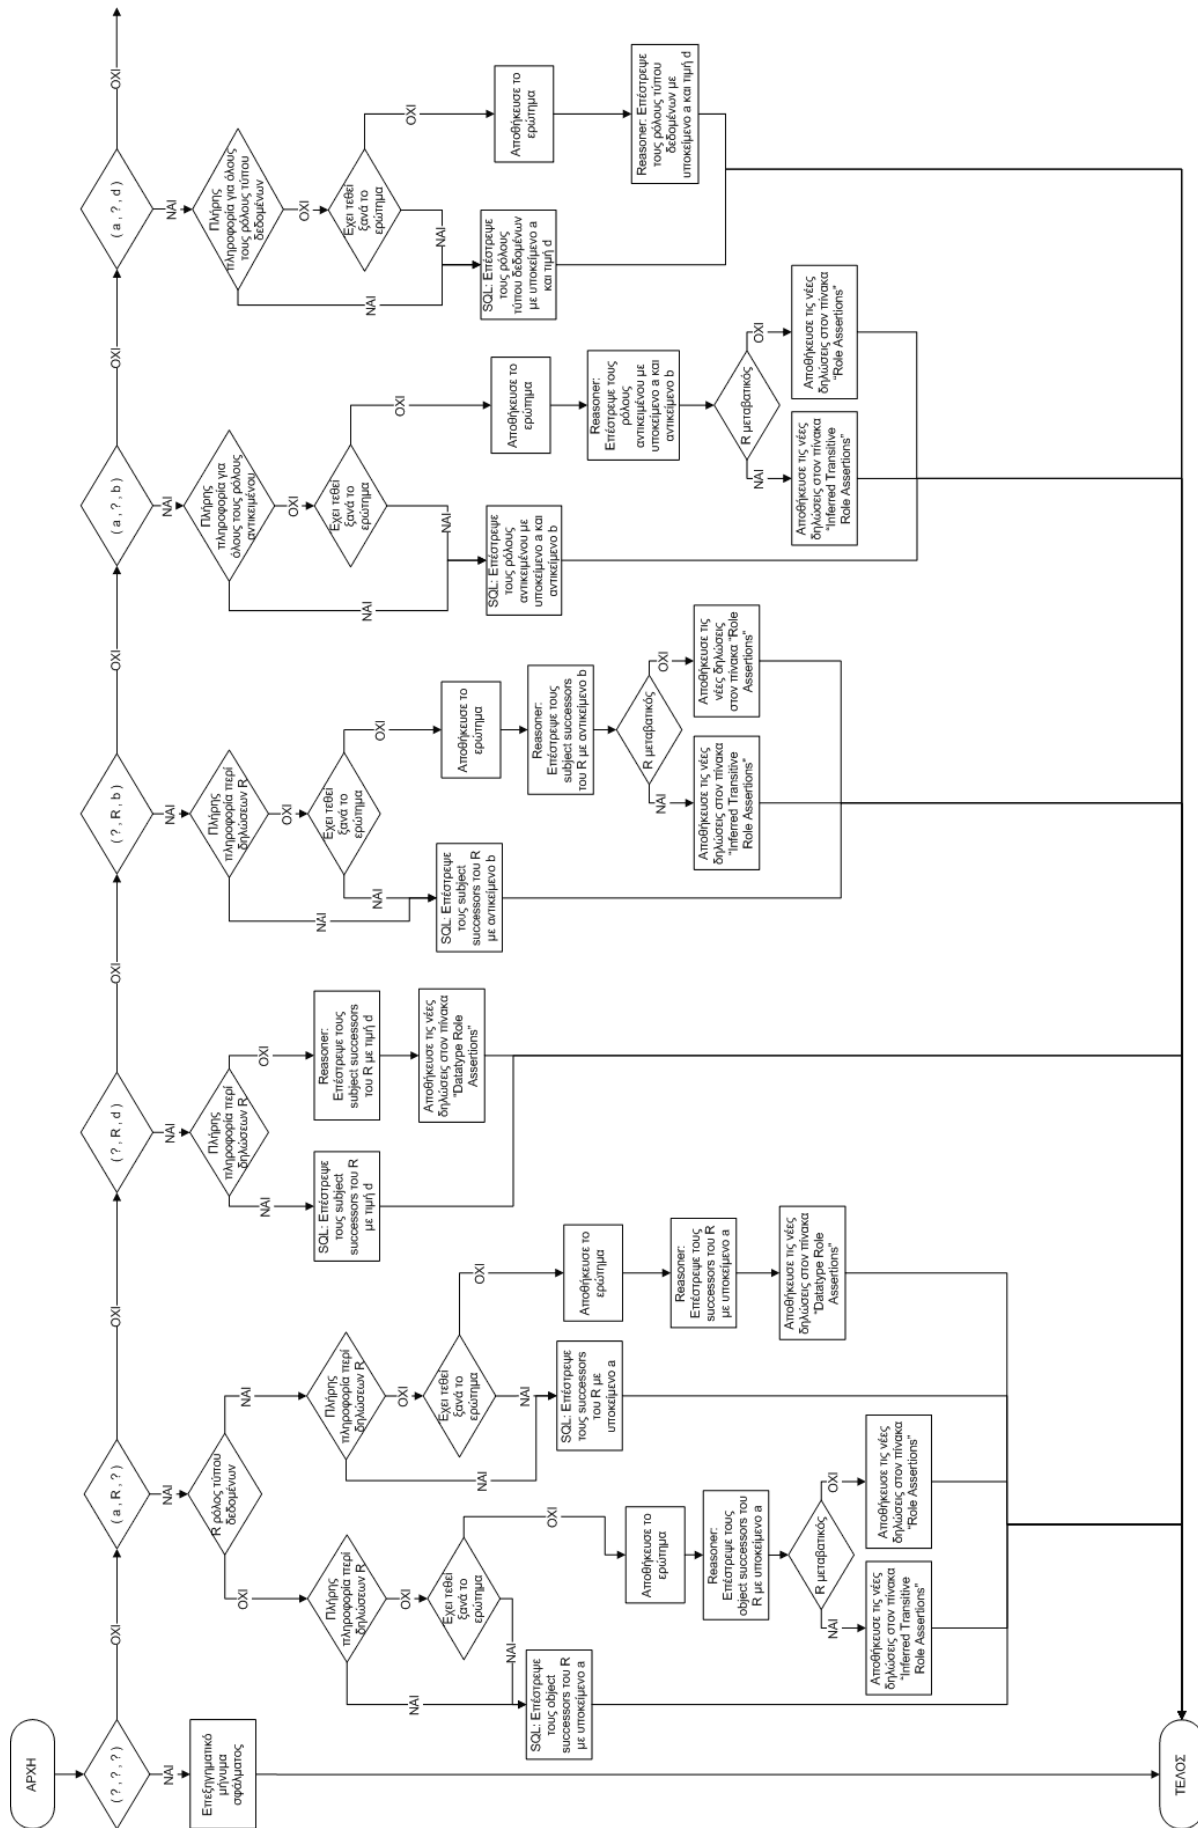 ΑΡΧΗ
( ? , ? , ? )
ΝΑΙ
ΟΧΙ
Επεξηγηματικό
μήνυμα
σφάλματος
( a , R , ? )
ΝΑΙ
ΟΧΙ
R ρόλος τύπου
δεδομένων
ΟΧΙ
ΝΑΙ
Πλήρης
πληροφορία περί
δηλώσεων R
ΟΧΙ
ΝΑΙ
Έχει τεθεί
ξανά το
ερώτημα
ΝΑΙ
ΟΧΙ
SQL: Επέστρεψε
τους object
successors του R
με υποκείμενο a
Αποθήκευσε το
ερώτημα
Reasoner:
Επέστρεψε τους
object successors του
R με υποκείμενο a
R μεταβατικός
ΝΑΙ
ΟΧΙ
Αποθήκευσε τις νέες
δηλώσεις στον πίνακα
"Inferred Transitive
Role Assertions"
Αποθήκευσε τις νέες
δηλώσεις στον πίνακα
"Role Assertions"
Πλήρης
πληροφορία περί
δηλώσεων R
ΟΧΙ
ΝΑΙ
Έχει τεθεί
ξανά το
ερώτημα
ΝΑΙ
ΟΧΙ
SQL: Επέστρεψε
τους successors
του R με
υποκείμενο a
Αποθήκευσε το
ερώτημα
Reasoner:
Επέστρεψε τους
successors του R
με υποκείμενο a
Αποθήκευσε τις νέες
δηλώσεις στον πίνακα
"Datatype Role
Assertions"
( ? , R , d )
ΝΑΙ
ΟΧΙ
Πλήρης
πληροφορία περί
δηλώσεων R
ΝΑΙ
ΟΧΙ
SQL: Επέστρεψε
τους subject
successors του R
με τιμή d
Reasoner:
Επέστρεψε τους
subject successors
του R με τιμή d
Αποθήκευσε τις νέες
δηλώσεις στον πίνακα
"Datatype Role
Assertions"
( ? , R , b )
ΝΑΙ
ΟΧΙ
Πλήρης
πληροφορία περί
δηλώσεων R
ΟΧΙ
ΝΑΙ
Έχει τεθεί
ξανά το
ερώτημα
ΝΑΙ
ΟΧΙ
SQL: Επέστρεψε
τους subject
successors του R
με αντικείμενο b
Αποθήκευσε το
ερώτημα
Reasoner:
Επέστρεψε τους
subject successors
του R με αντικείμενο b
R μεταβατικός
ΝΑΙ
ΟΧΙ
Αποθήκευσε τις νέες
δηλώσεις στον πίνακα
"Inferred Transitive
Role Assertions"
Αποθήκευσε τις
νέες δηλώσεις
στον πίνακα "Role
Assertions"
( a , ? , b )
ΝΑΙ
ΟΧΙ
Πλήρης
πληροφορία για
όλους τους ρόλους
αντικειμένου
ΟΧΙ
ΝΑΙ
Έχει τεθεί
ξανά το
ερώτημα
ΝΑΙ
ΟΧΙ
SQL: Επέστρεψε
τους ρόλους
αντικειμένου με
υποκείμενο a και
αντικείμενο b
Αποθήκευσε το
ερώτημα
Reasoner:
Επέστρεψε τους
ρόλους
αντικειμένου με
υποκείμενο a και
αντικείμενο b
R μεταβατικός
ΝΑΙ
ΟΧΙ
Αποθήκευσε τις νέες
δηλώσεις στον πίνακα
"Inferred Transitive
Role Assertions"
Αποθήκευσε τις νέες
δηλώσεις στον πίνακα
"Role Assertions"
( a , ? , d )
ΝΑΙ
ΟΧΙ
Πλήρης
πληροφορία για όλους
τους ρόλους τύπου
δεδομένων
ΟΧΙ
ΝΑΙ
Έχει τεθεί
ξανά το
ερώτημα
ΝΑΙ
ΟΧΙ
SQL: Επέστρεψε
τους ρόλους
τύπου δεδομένων
με υποκείμενο a
και τιμή d
Αποθήκευσε το
ερώτημα
Reasoner: Επέστρεψε
τους ρόλους τύπου
δεδομένων με
υποκείμενο a και τιμή d
ΤΕΛΟΣ